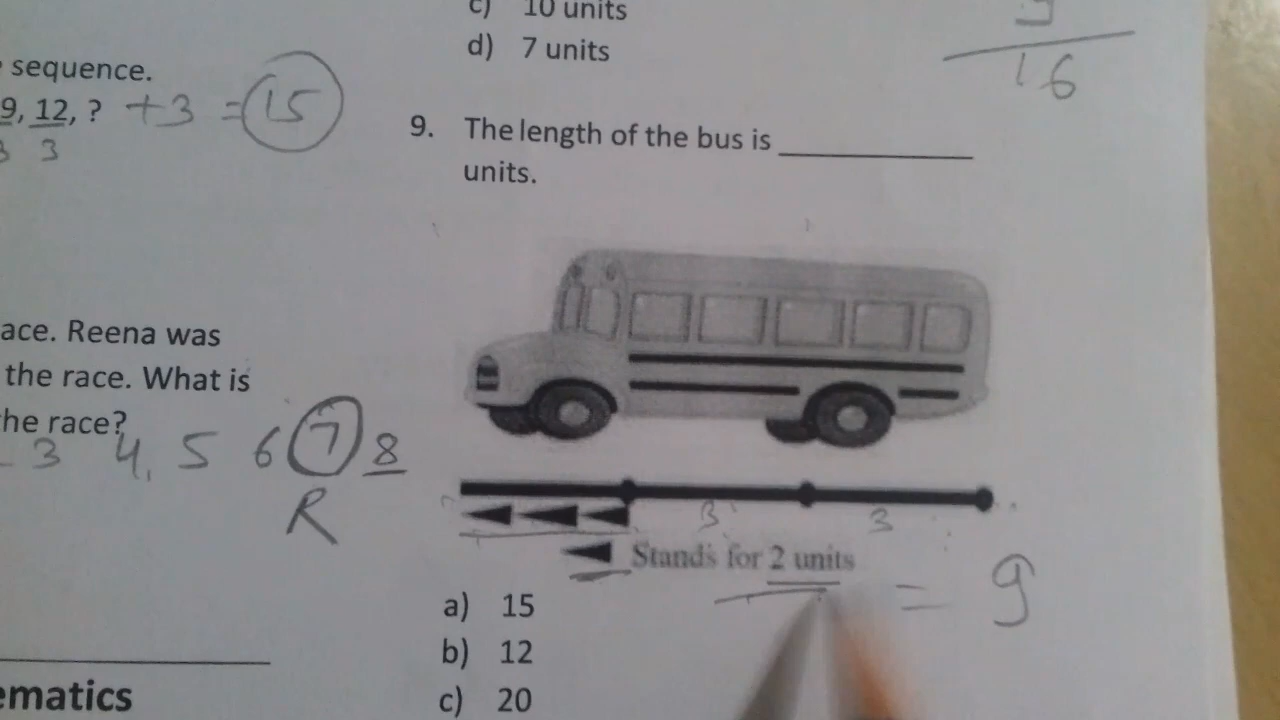 sequence.
9, 12, ? +3 = 15
3 3
ace. Reena was
the race. What is
he race?
3 4, 5 6 7 8
R
ematics
c) 10 units
d) 7 units
16
9. The length of the bus is ____________
units.
3 3
Stands for 2 units = 9
a) 15
b) 12
c) 20